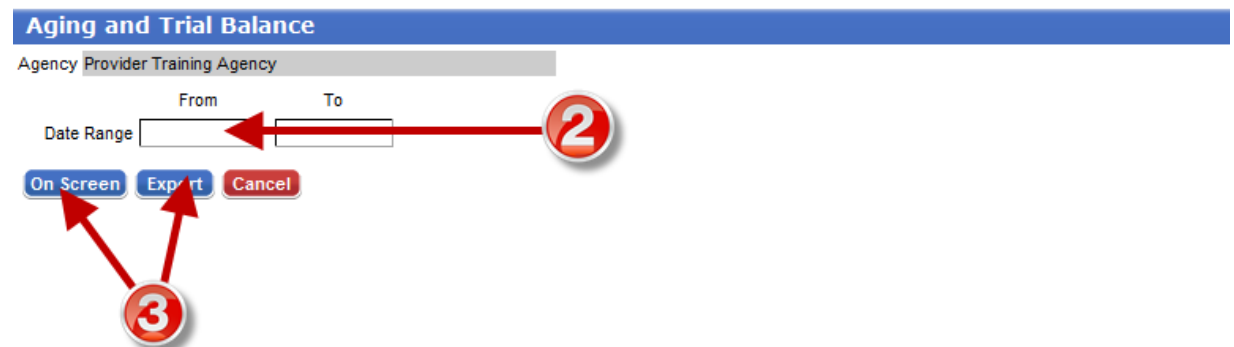 Aging and Trial Balance
Agency Provider Training Agency
From To
Date Range
2
On Screen Export Cancel
3